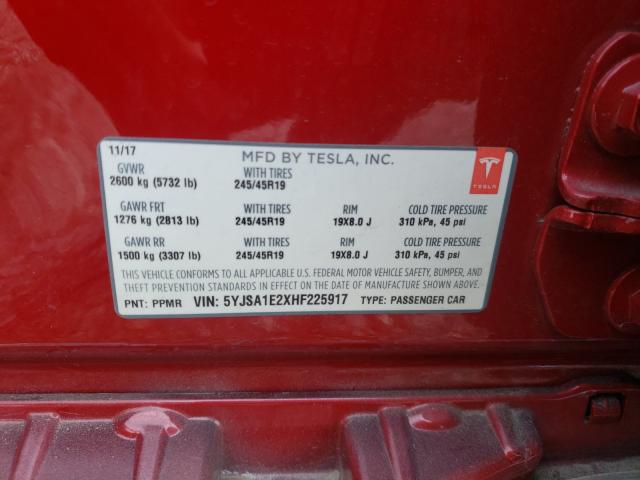 11/17 MFD BY TESLA, INC.
GVWR WITH TIRES
2600 kg (5732 lb) 245/45R19
TESLA
GAWR FRT WITH TIRES RIM COLD TIRE PRESSURE
1276 kg (2813 lb) 245/45R19 19X8.0 J 310 kPa, 45 psi
GAWR RR WITH TIRES RIM COLD TIRE PRESSURE
1500 kg (3307 lb) 245/45R19 19X8.0 J 310 kPa, 45 psi
THIS VEHICLE CONFORMS TO ALL APPLICABLE U.S. FEDERAL MOTOR VEHICLE SAFETY, BUMPER, AND
THEFT PREVENTION STANDARDS IN EFFECT ON THE DATE OF MANUFACTURE SHOWN ABOVE.
PNT: PPMR VIN: 5YJSA1E2XHF225917 TYPE: PASSENGER CAR